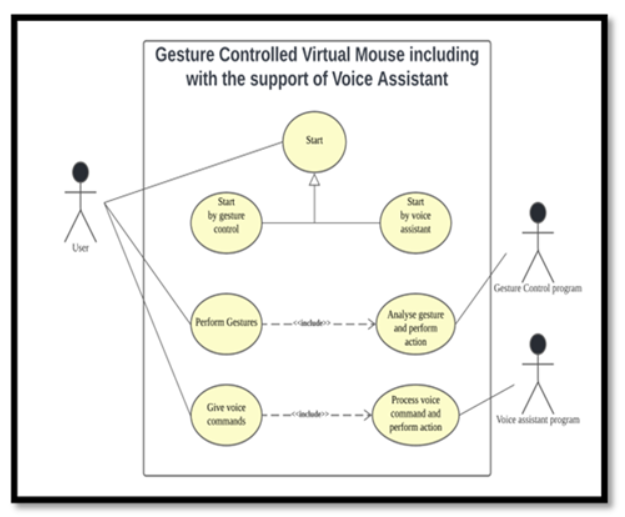 Gesture Controlled Virtual Mouse including
with the support of Voice Assistant
Start
Start
by gesture
control
Start
by voice
assistant
User
Gesture Control program
Perform Gestures
<<include>>
Analyse gesture
and perform
action
Give voice
commands
<<include>>
Process voice
command and
perform action
Voice assistant program